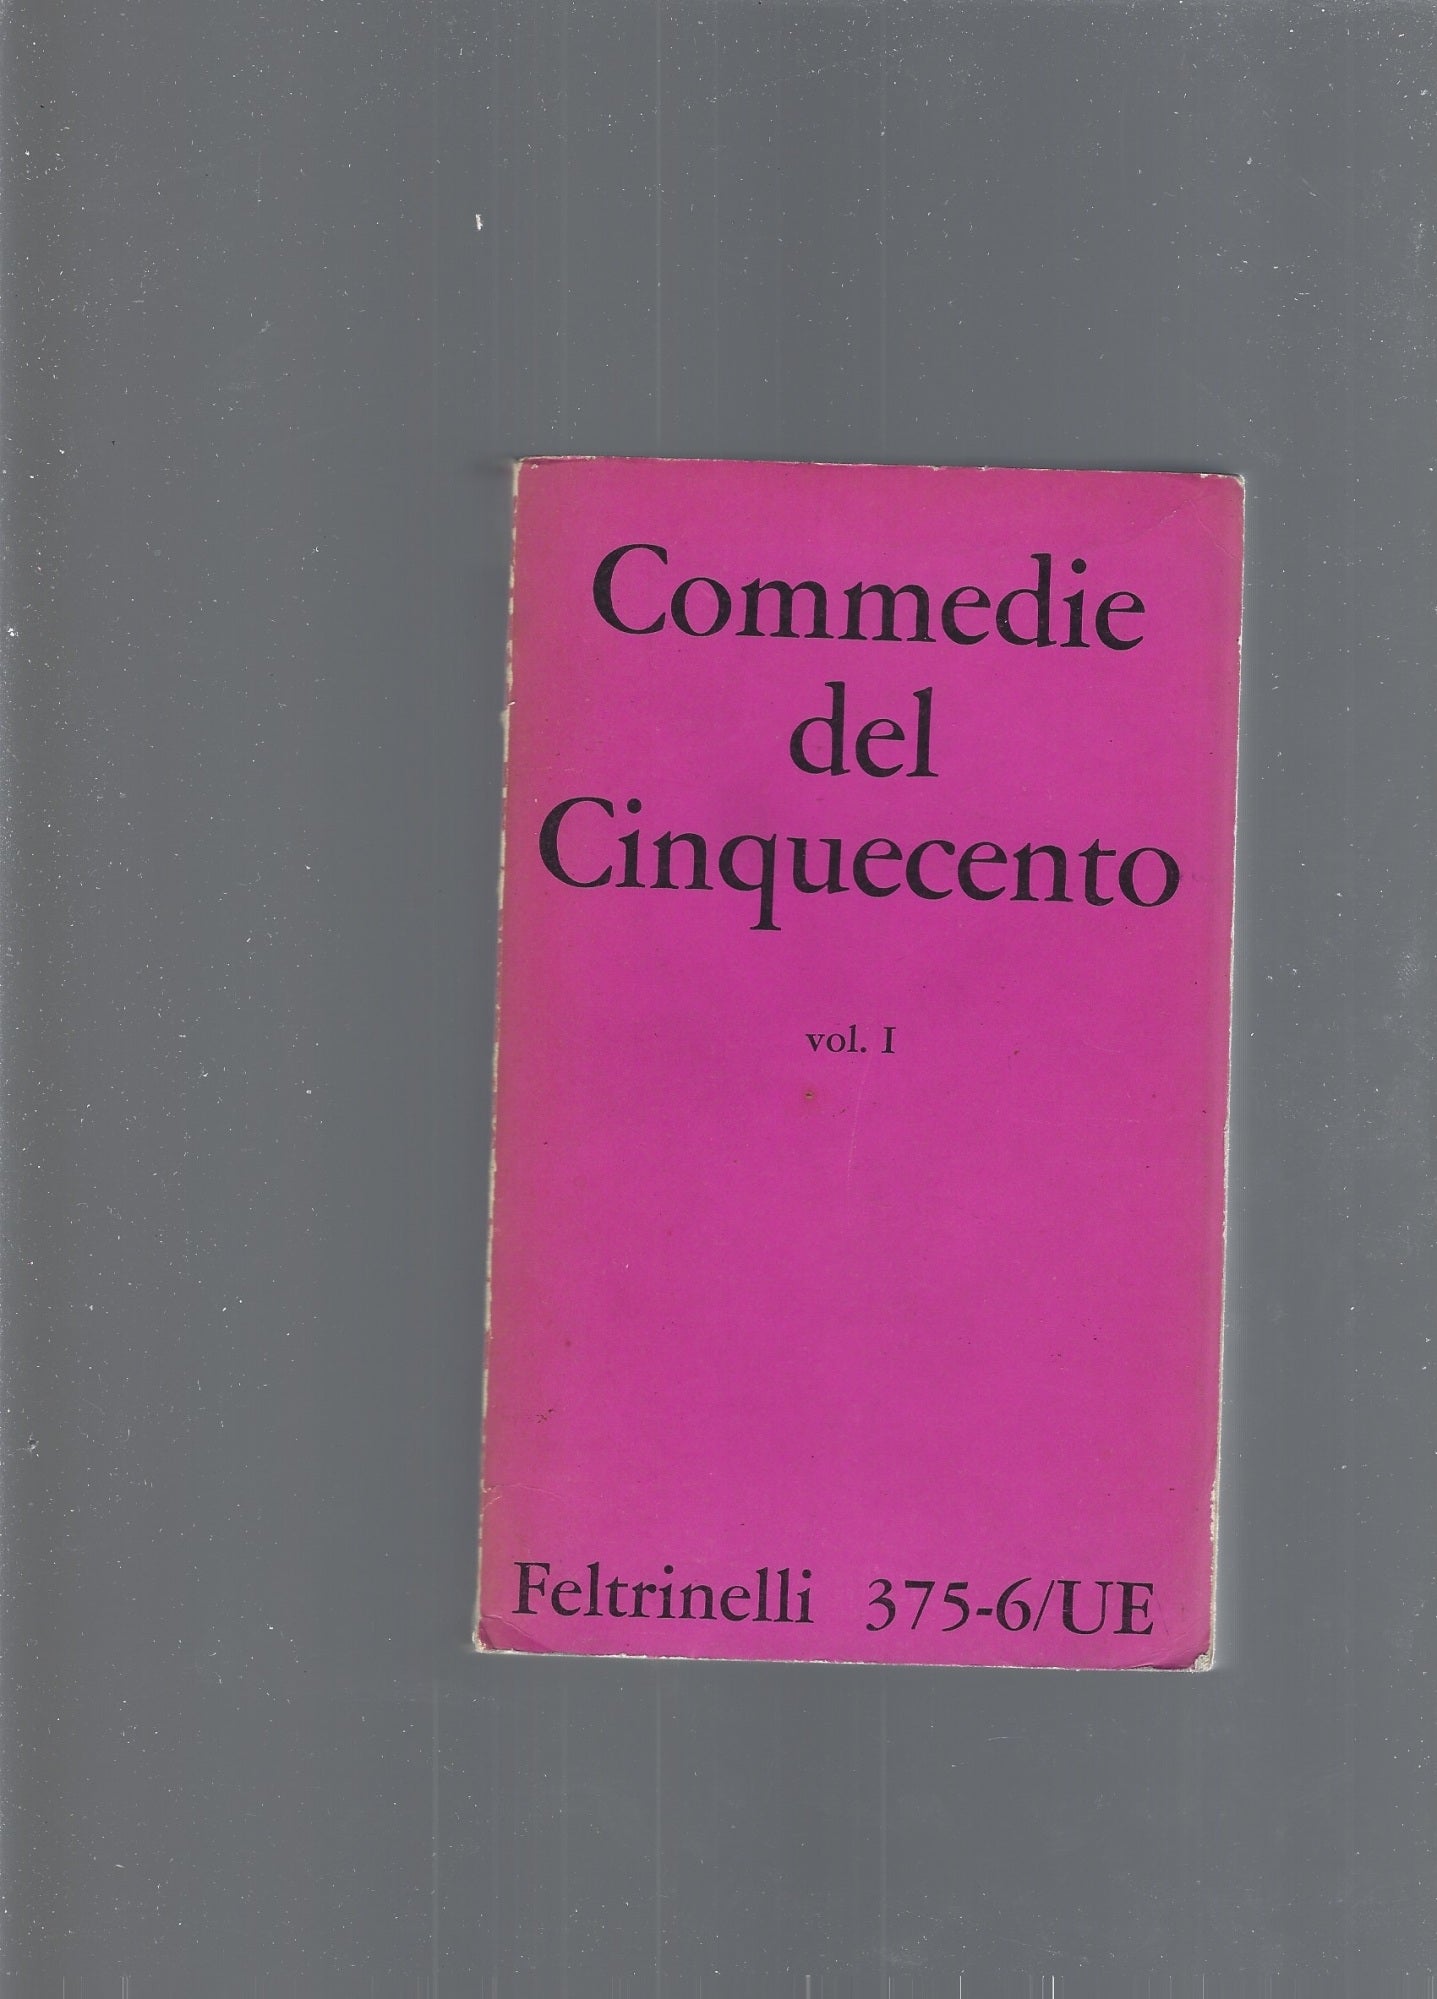 Commedie
del
Cinquecento
vol. I
Feltrinelli 375-6/UE